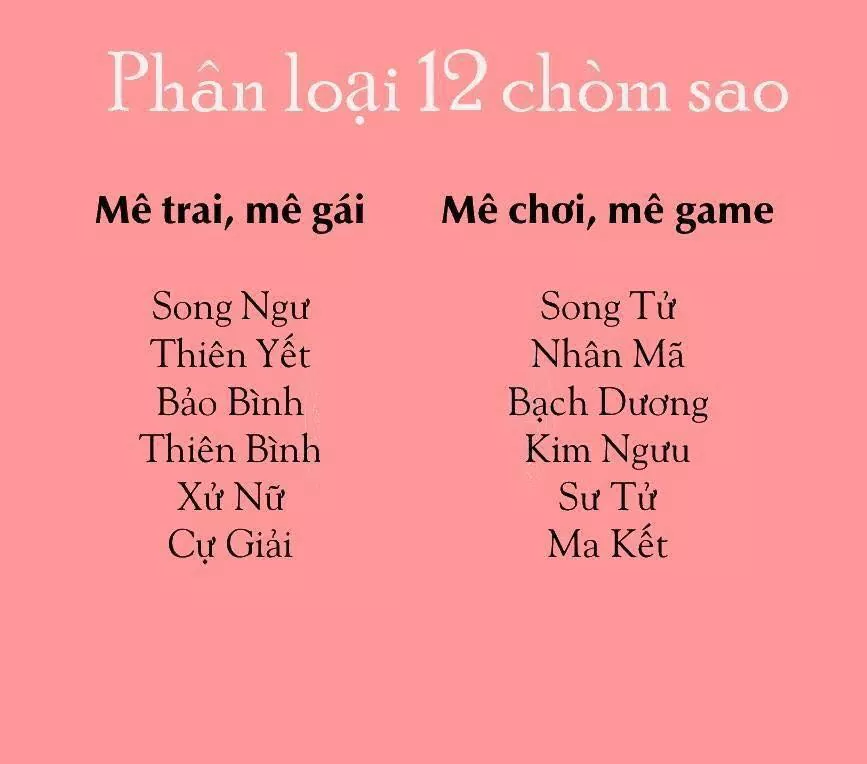 Phân loại 12 chòm sao
Mê trai, mê gái
Song Ngư
Thiên Yết
Bảo Bình
Thiên Bình
Xử Nữ
Cự Giải
Mê chơi, mê game
Song Tử
Nhân Mã
Bạch Dương
Kim Ngưu
Sư Tử
Ma Kết